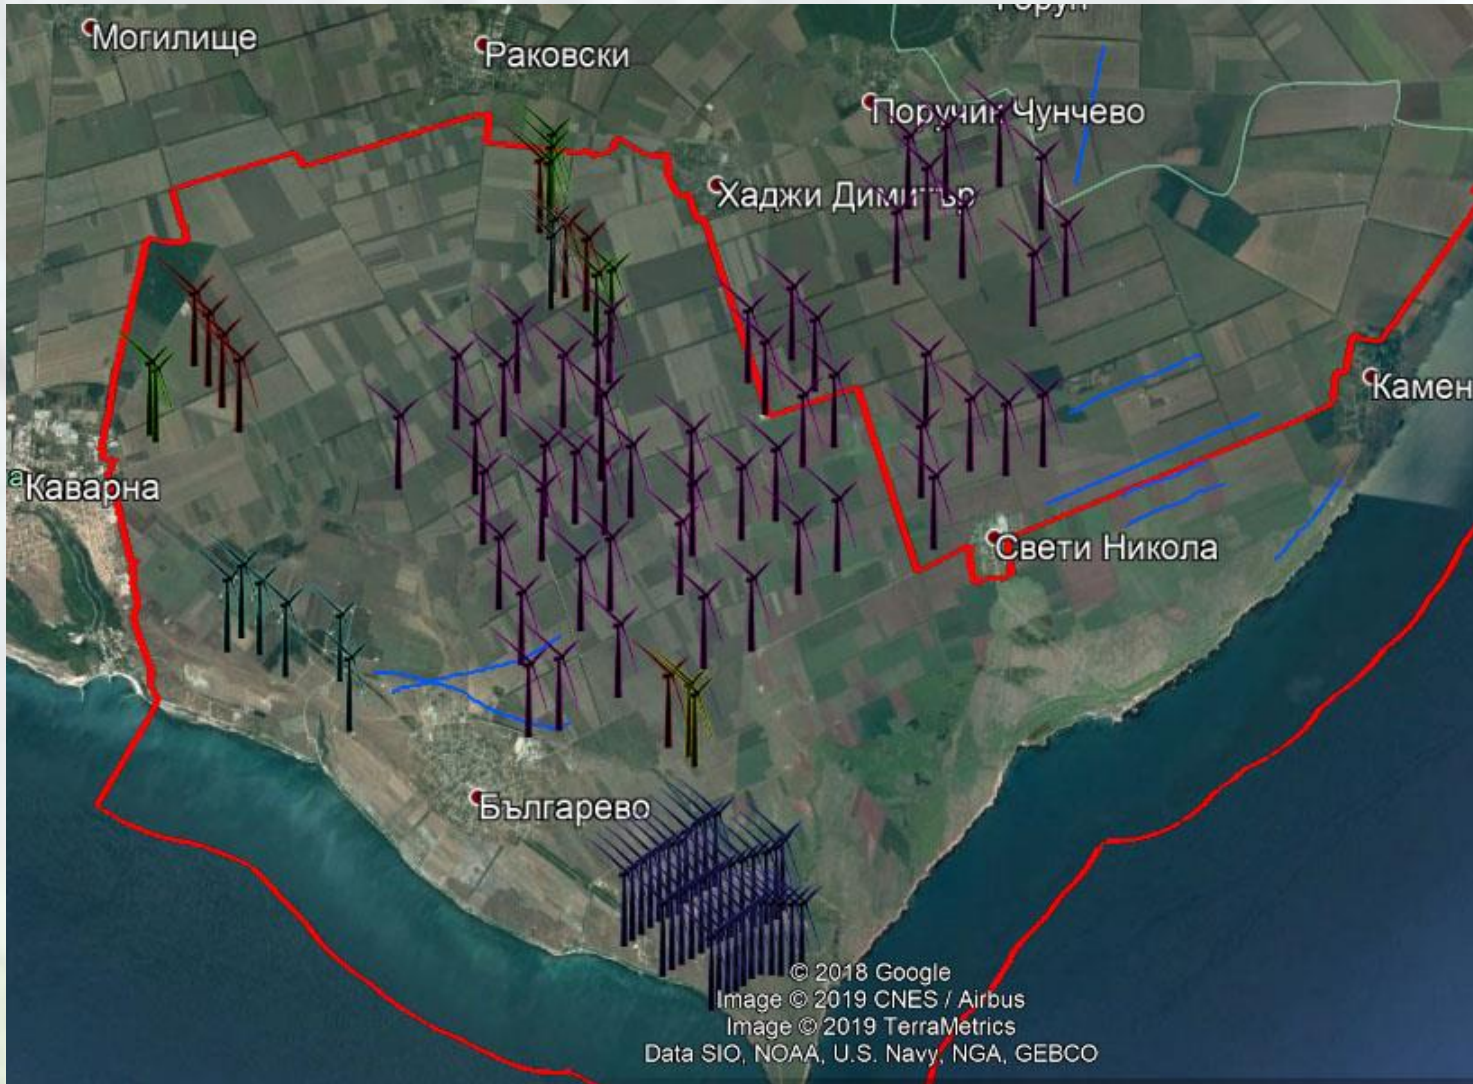 Могилище
Раковски
Поручик Чунчево
Хаджи Димитър
Камен
Каварна
Свети Никола
Българево
© 2018 Google
Image © 2019 CNES / Airbus
Image © 2019 TerraMetrics
Data SIO, NOAA, U.S. Navy, NGA, GEBCO